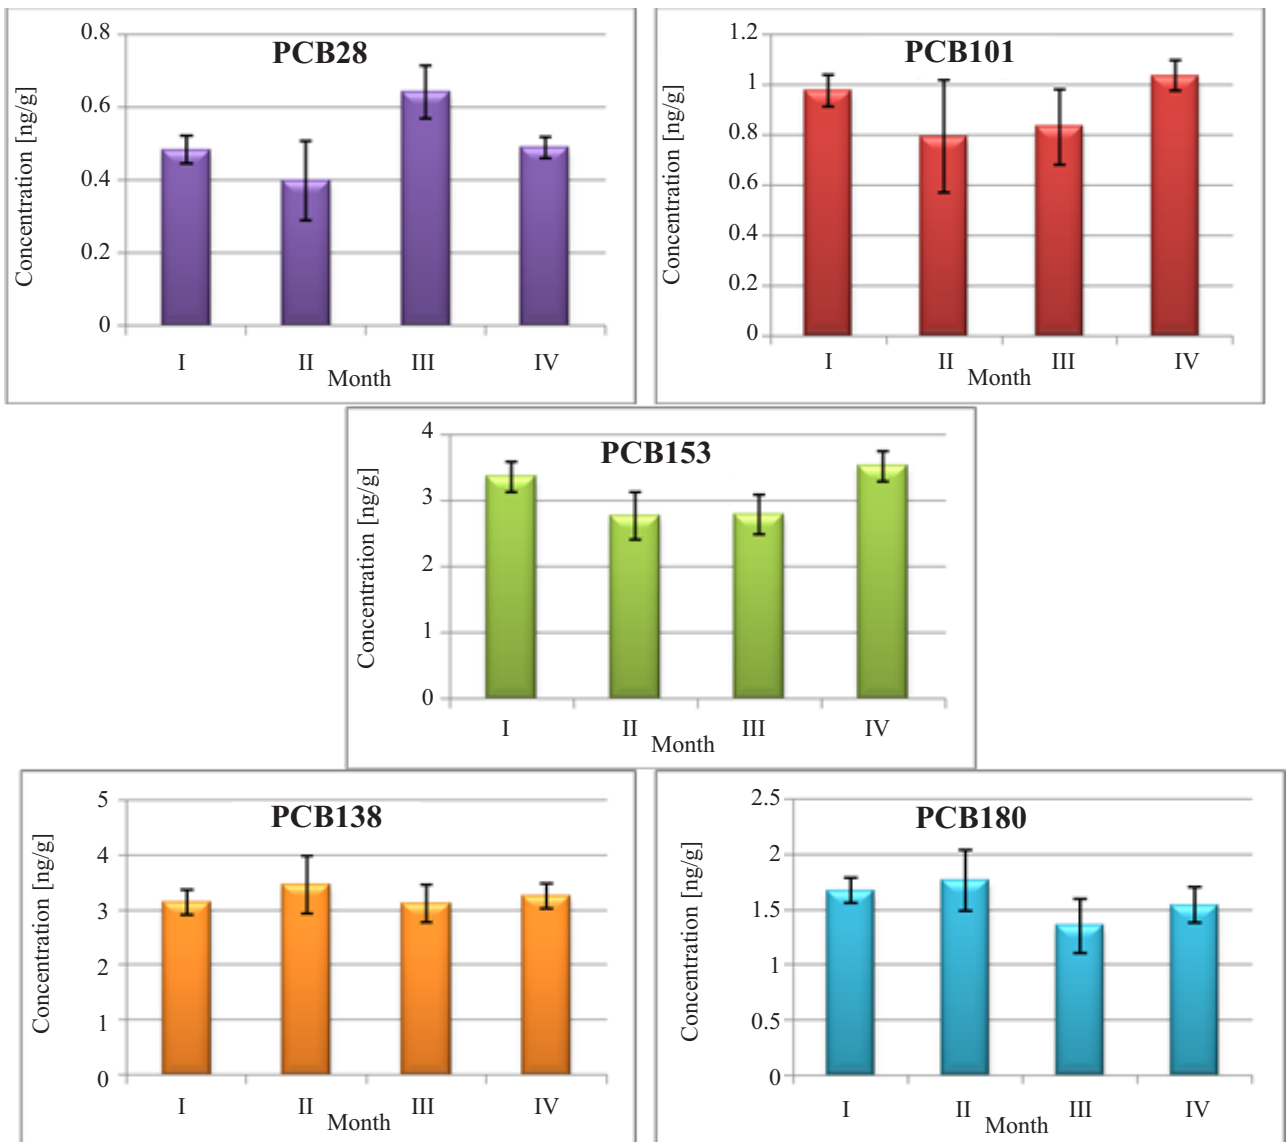 PCB28
Concentration [ng/g]
0.8
0.6
0.4
0.2
0
I II III IV
Month
PCB101
Concentration [ng/g]
1.2
1
0.8
0.6
0.4
0.2
0
I II III IV
Month
PCB153
Concentration [ng/g]
4
3
2
1
0
I II III IV
Month
PCB138
Concentration [ng/g]
5
4
3
2
1
0
I II III IV
Month
PCB180
Concentration [ng/g]
2.5
2
1.5
1
0.5
0
I II III IV
Month